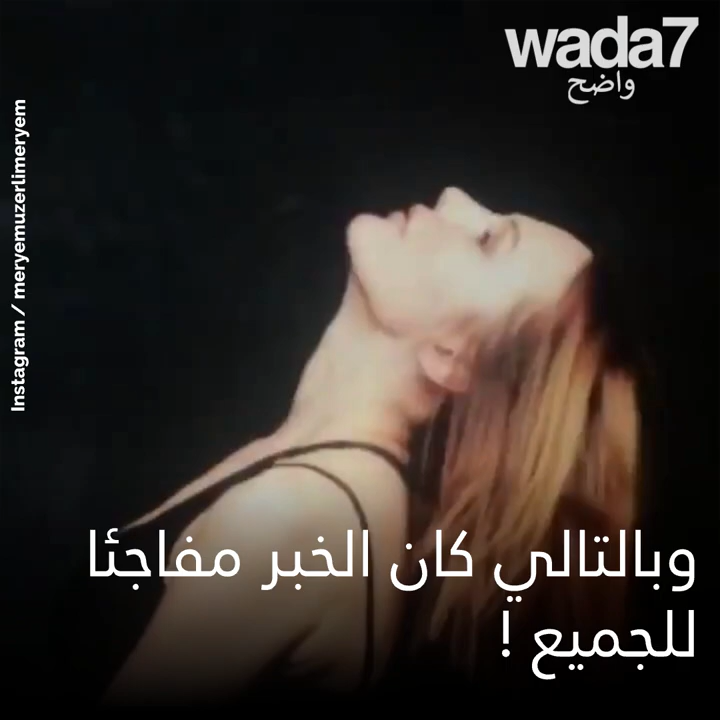 wada7
واضح
Instagram / meryemuzerlimeryem
وبالتالي كان الخبر مفاجئا
للجميع !